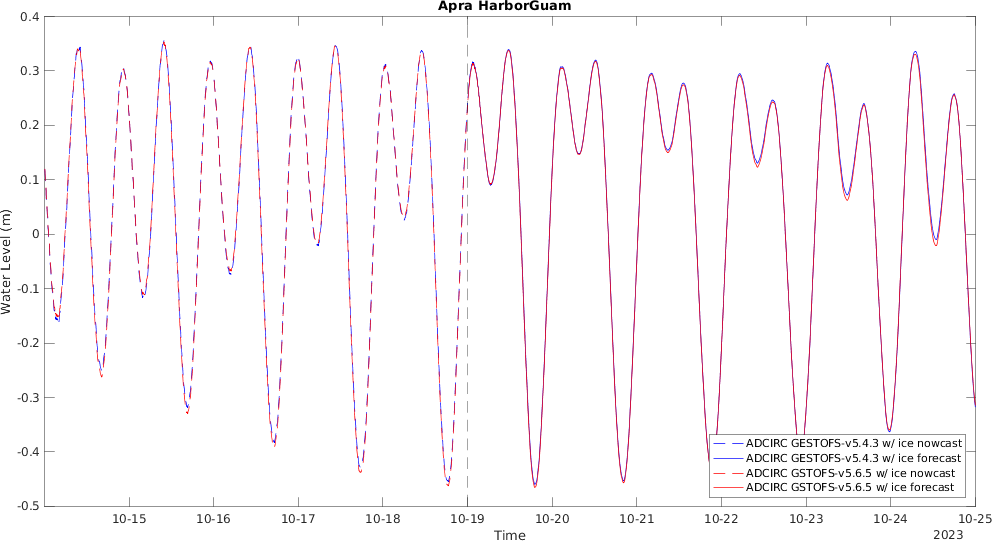 Apra HarborGuam
0.4
0.3
0.2
0.1
0
-0.1
-0.2
-0.3
-0.4
-0.5
Water Level (m)
ADCIRC GESTOFS-v5.4.3 w/ ice nowcast
ADCIRC GESTOFS-v5.4.3 w/ ice forecast
ADCIRC GSTOFS-v5.6.5 w/ ice nowcast
ADCIRC GSTOFS-v5.6.5 w/ ice forecast
10-15 10-16 10-17 10-18 10-19 10-20 10-21 10-22 10-23 10-24 10-25
Time
2023